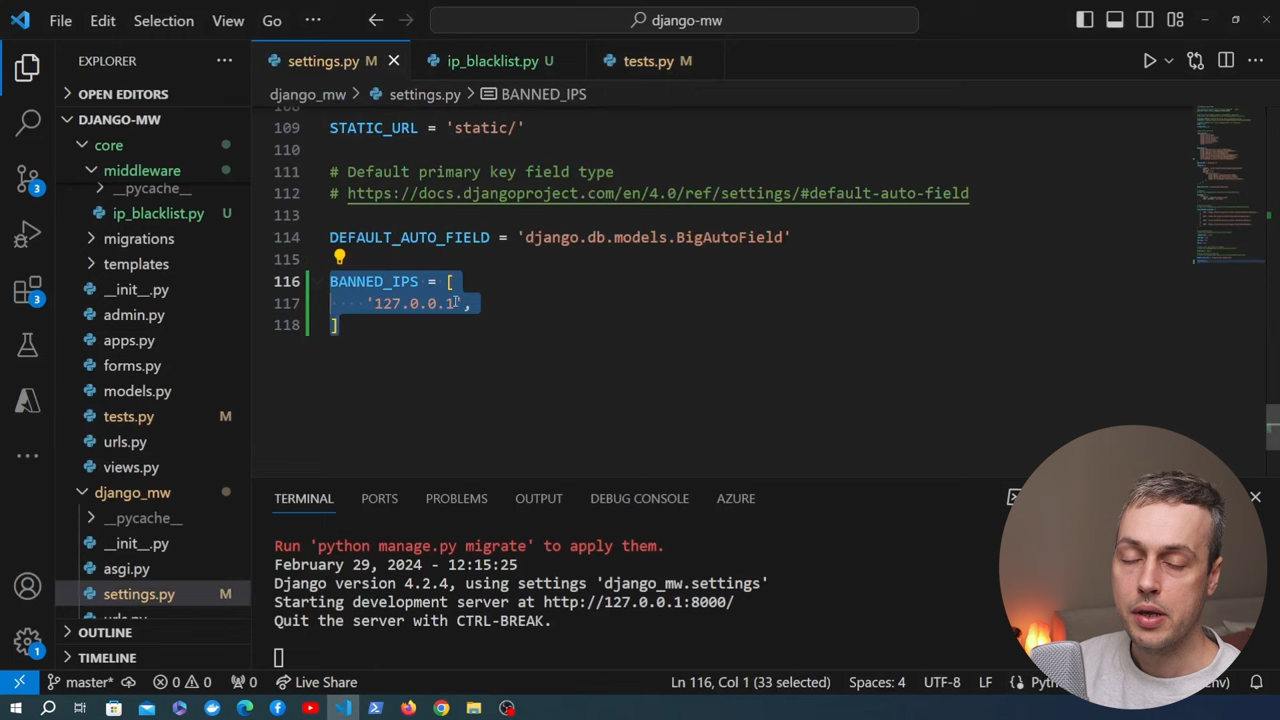 File Edit Selection View Go ··· django-mw
EXPLORER ···
settings.py M
ip_blacklist.py U
tests.py M
OPEN EDITORS
django_mw > settings.py > BANNED_IPS
DJANGO-MW
core
middleware
__pycache__
ip_blacklist.py U
migrations
templates
__init__.py
admin.py
apps.py
forms.py
models.py
tests.py M
urls.py
views.py
django_mw
__pycache__
__init__.py
asgi.py
settings.py M
urls.py
OUTLINE
TIMELINE
108
109 STATIC_URL = 'static/'
110
111 # Default primary key field type
112 # https://docs.djangoproject.com/en/4.0/ref/settings/#default-auto-field
113
114 DEFAULT_AUTO_FIELD = 'django.db.models.BigAutoField'
115
116 BANNED_IPS = [
117 '127.0.0.1',
118 ]
TERMINAL PORTS PROBLEMS OUTPUT DEBUG CONSOLE AZURE
Run 'python manage.py migrate' to apply them.
February 29, 2024 - 12:15:25
Django version 4.2.4, using settings 'django_mw.settings'
Starting development server at http://127.0.0.1:8000/
Quit the server with CTRL-BREAK.
3
1
master* 0 0 0 Live Share Ln 116, Col 1 (33 selected) Spaces: 4 UTF-8 LF